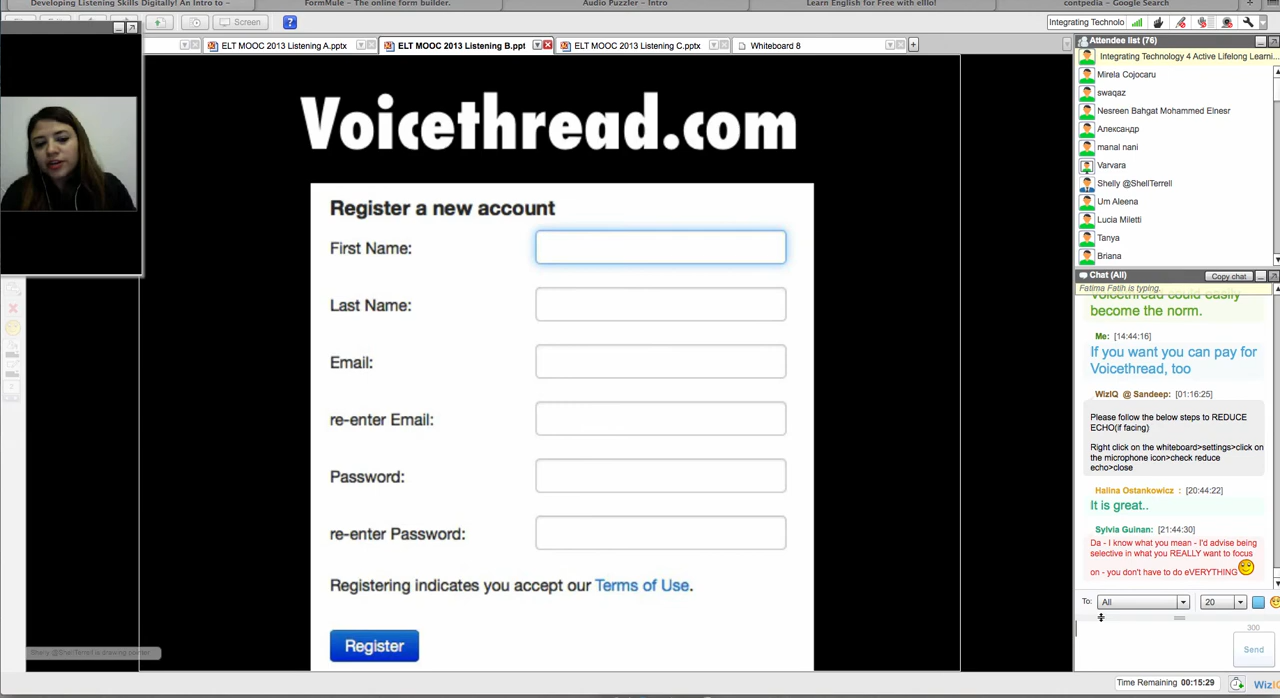 Developing Listening Skills Digitally! An Intro to –
FormMule - The online form builder.
Audio Puzzler - Intro
Learn English for Free with elllo!
contpedia - Google Search
Screen
?
Integrating Technolo
ELT MOOC 2013 Listening A.pptx
ELT MOOC 2013 Listening B.ppt
ELT MOOC 2013 Listening C.pptx
Whiteboard 8
Voicethread.com
Register a new account
First Name:
Last Name:
Email:
re-enter Email:
Password:
re-enter Password:
Registering indicates you accept our Terms of Use.
Register
Shelly @ShellTerrell is drawing pointer
Attendee list (76)
Integrating Technology 4 Active Lifelong Learni...
Mirela Cojocaru
swaqaz
Nesreen Bahgat Mohammed Elnesr
Александр
manal nani
Varvara
Shelly @ShellTerrell
Um Aleena
Lucia Miletti
Tanya
Briana
Chat (All)
Copy chat
Fatima Fatih is typing.
Voicethread could easily
become the norm.
Me: [14:44:16]
If you want you can pay for
Voicethread, too
WizIQ @ Sandeep: [01:16:25]
Please follow the below steps to REDUCE
ECHO(if facing)
Right click on the whiteboard>settings>click on
the microphone icon>check reduce
echo>close
Halina Ostankowicz : [20:44:22]
It is great..
Sylvia Guinan: [21:44:30]
Da - I know what you mean - I'd advise being
selective in what you REALLY want to focus
on - you don't have to do eVERYTHING
To: All
20
300
Send
Time Remaining 00:15:29
WizIQ